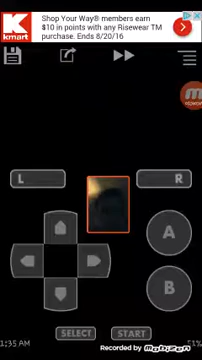 kmart
Shop Your Way® members earn
$10 in points with any Risewear TM
purchase. Ends 8/20/16
L
R
A
B
SELECT
START
1:35 AM
51%
Recorded by Mobizen